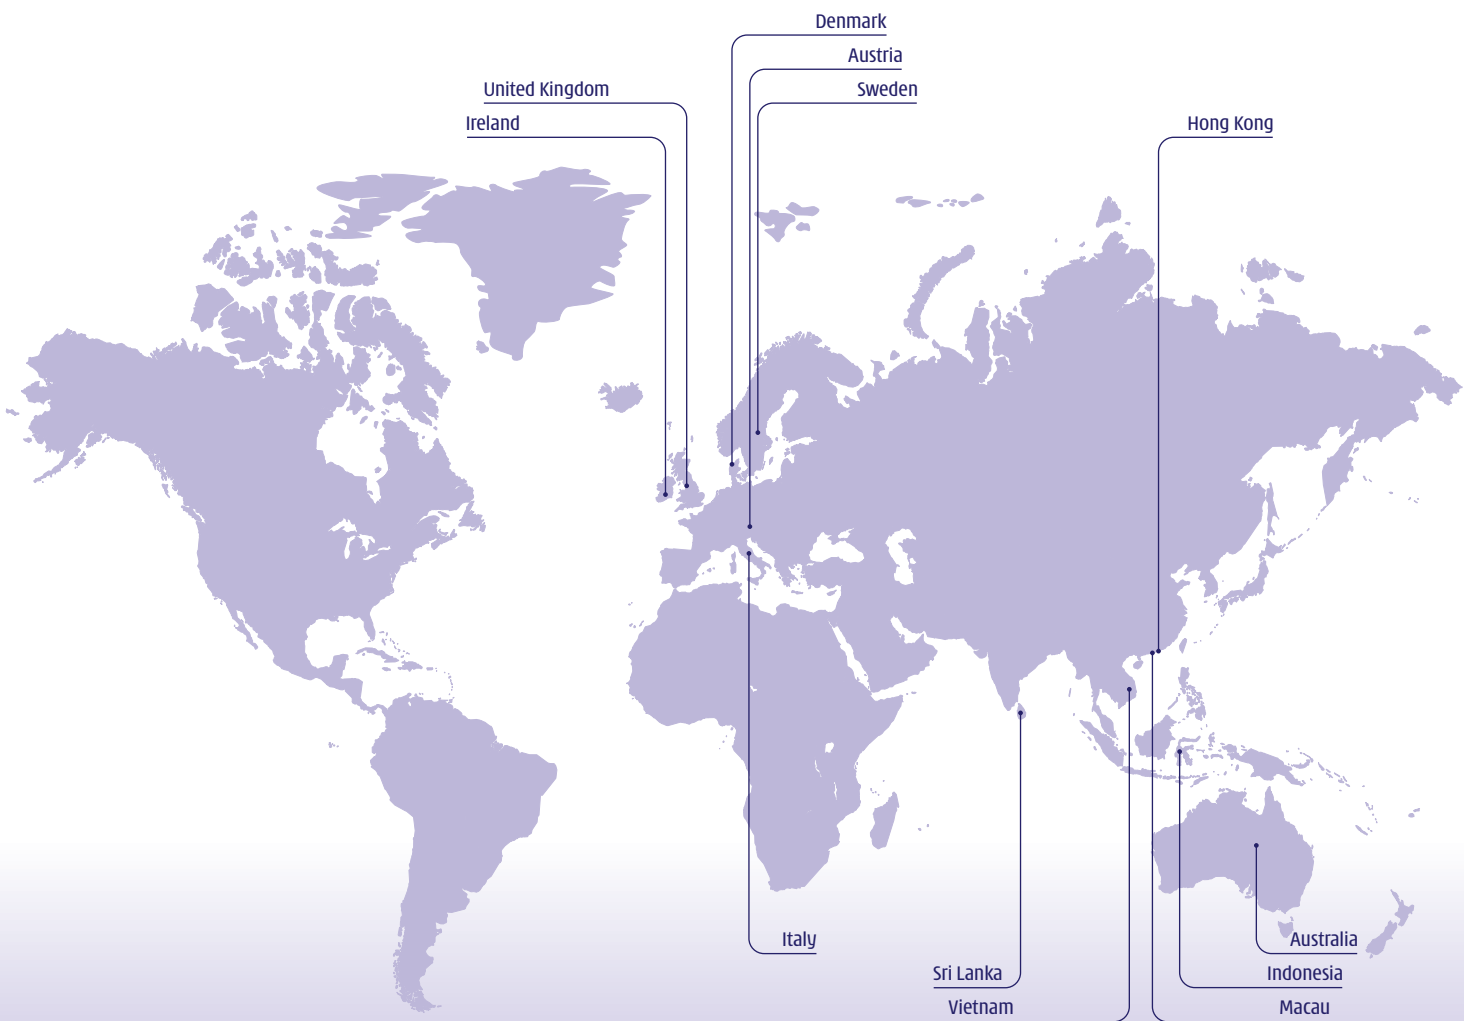 Denmark
Austria
United Kingdom
Sweden
Ireland
Hong Kong
Italy
Australia
Sri Lanka
Indonesia
Vietnam
Macau